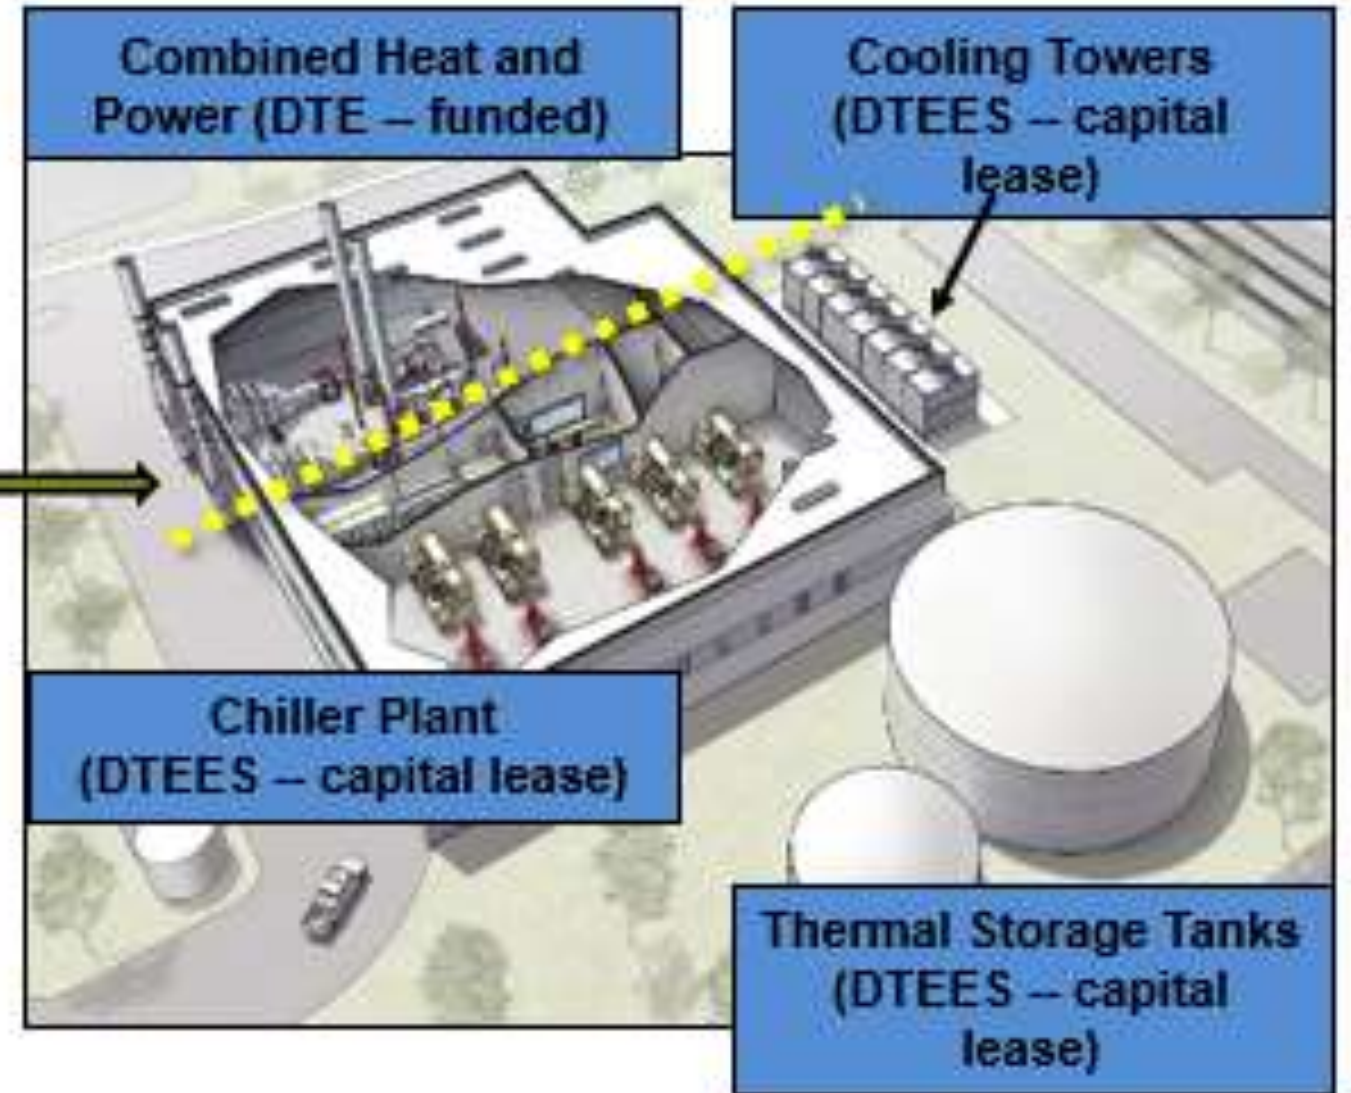 Combined Heat and
Power (DTE – funded)
Cooling Towers
(DTEES – capital
lease)
Chiller Plant
(DTEES – capital lease)
Thermal Storage Tanks
(DTEES – capital
lease)